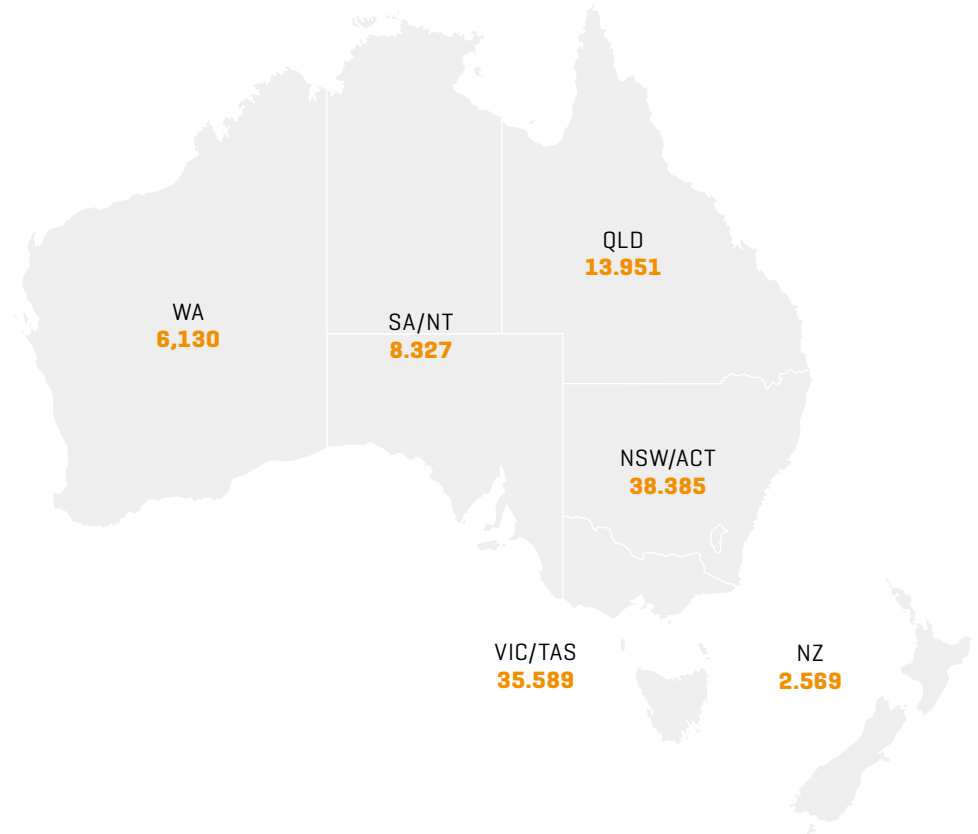 QLD
13.951
WA
6,130
SA/NT
8.327
NSW/ACT
38.385
VIC/TAS
35.589
NZ
2.569